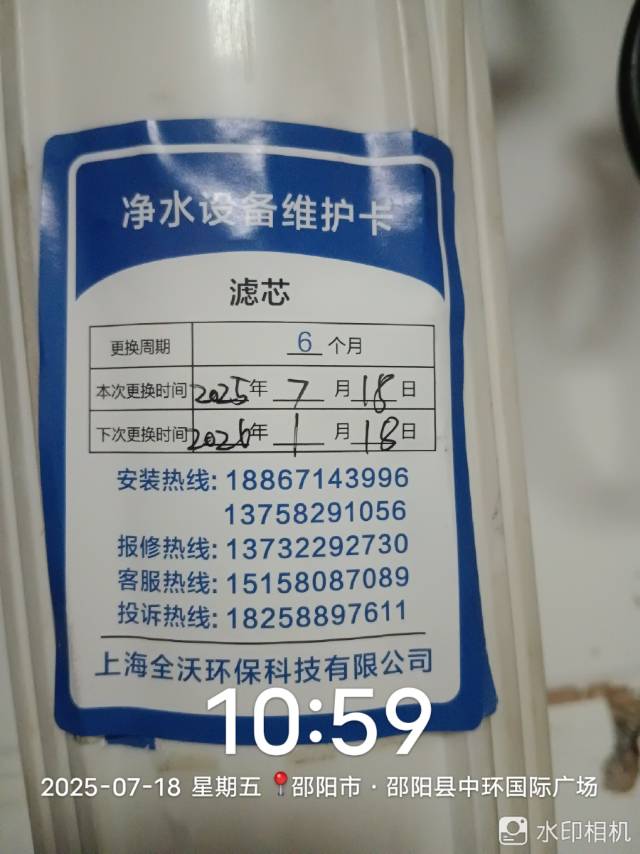 净水设备维护卡
滤芯
更换周期 6 个月
本次更换时间 2025年 7 月 18 日
下次更换时间 2026年 1 月 18 日
安装热线: 18867143996
13758291056
报修热线: 13732292730
客服热线: 15158087089
投诉热线: 18258897611
上海全沃环保科技有限公司
10:59
2025-07-18 星期五 📍邵阳市·邵阳县中环国际广场
水印相机